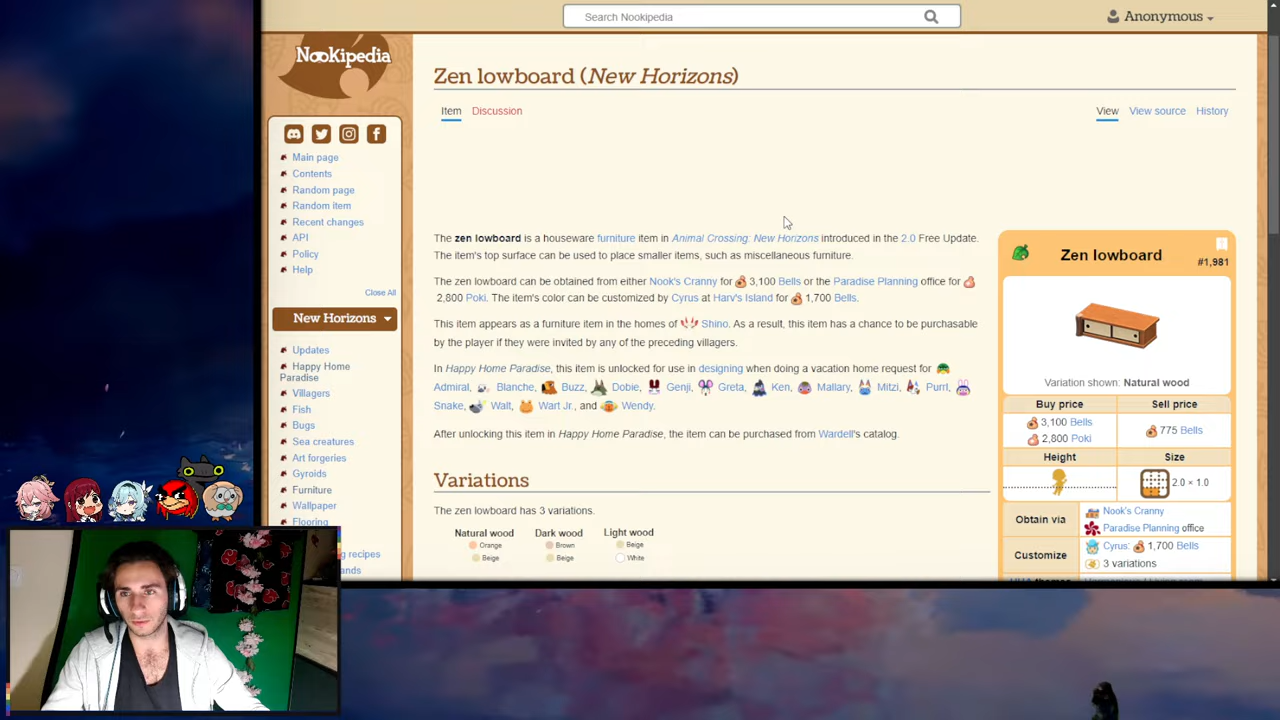 Search Nookipedia
Anonymous
NooKipedia
Zen lowboard (New Horizons)
Item Discussion
View View source History
Main page
Contents
Random page
Random item
Recent changes
API
Policy
Help
Close All
New Horizons
Updates
Happy Home
Paradise
Villagers
Fish
Bugs
Sea creatures
Art forgeries
Gyroids
Furniture
Wallpaper
Flooring
ng recipes
ands
The zen lowboard is a houseware furniture item in Animal Crossing: New Horizons introduced in the 2.0 Free Update.
The item's top surface can be used to place smaller items, such as miscellaneous furniture.
The zen lowboard can be obtained from either Nook's Cranny for 3,100 Bells or the Paradise Planning office for
2,800 Poki. The item's color can be customized by Cyrus at Harv's Island for 1,700 Bells.
This item appears as a furniture item in the homes of Shino. As a result, this item has a chance to be purchasable
by the player if they were invited by any of the preceding villagers.
In Happy Home Paradise, this item is unlocked for use in designing when doing a vacation home request for
Admiral, Blanche, Buzz, Dobie, Genji, Greta, Ken, Mallary, Mitzi, Purrl,
Snake, Walt, Wart Jr., and Wendy.
After unlocking this item in Happy Home Paradise, the item can be purchased from Wardell's catalog.
Variations
The zen lowboard has 3 variations.
Natural wood Dark wood Light wood
Orange Brown Beige
Beige Beige White
Zen lowboard
#1,981
Variation shown: Natural wood
Buy price Sell price
3,100 Bells
2,800 Poki
775 Bells
Height Size
2.0 × 1.0
Obtain via
Nook's Cranny
Paradise Planning office
Customize
Cyrus: 1,700 Bells
3 variations